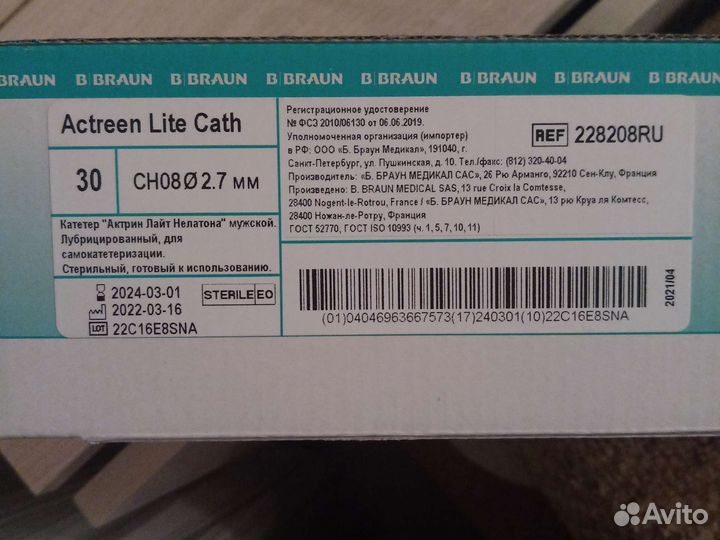 BRAUN B BRAUN B BRAUN B BRAUN B BRAUN B BRAUN B BRAUN B BRAUN
Actreen Lite Cath
30 CH08 Ø 2.7 мм
Катетер "Актрин Лайт Нелатона" мужской.
Лубрицированный, для
самокатетеризации.
Стерильный, готовый к использованию.
2024-03-01
2022-03-16
STERILE EO
LOT 22C16E8SNA
Регистрационное удостоверение
№ ФСЗ 2010/06130 от 06.06.2019.
Уполномоченная организация (импортер)
в РФ: ООО «Б. Браун Медикал», 191040, г.
Санкт-Петербург, ул. Пушкинская, д. 10. Тел./факс: (812) 320-40-04
Производитель: «Б. БРАУН МЕДИКАЛ САС», 26 Рю Арманго, 92210 Сен-Клу, Франция
Произведено: B. BRAUN MEDICAL SAS, 13 rue Croix la Comtesse,
28400 Nogent-le-Rotrou, France / «Б. БРАУН МЕДИКАЛ САС», 13 рю Круа ля Комтесс,
28400 Ножан-ле-Ротру, Франция
ГОСТ 52770, ГОСТ ISO 10993 (ч. 1, 5, 7, 10, 11)
REF 228208RU
(01)04046963667573(17)240301(10)22C16E8SNA
2021/04
Avito